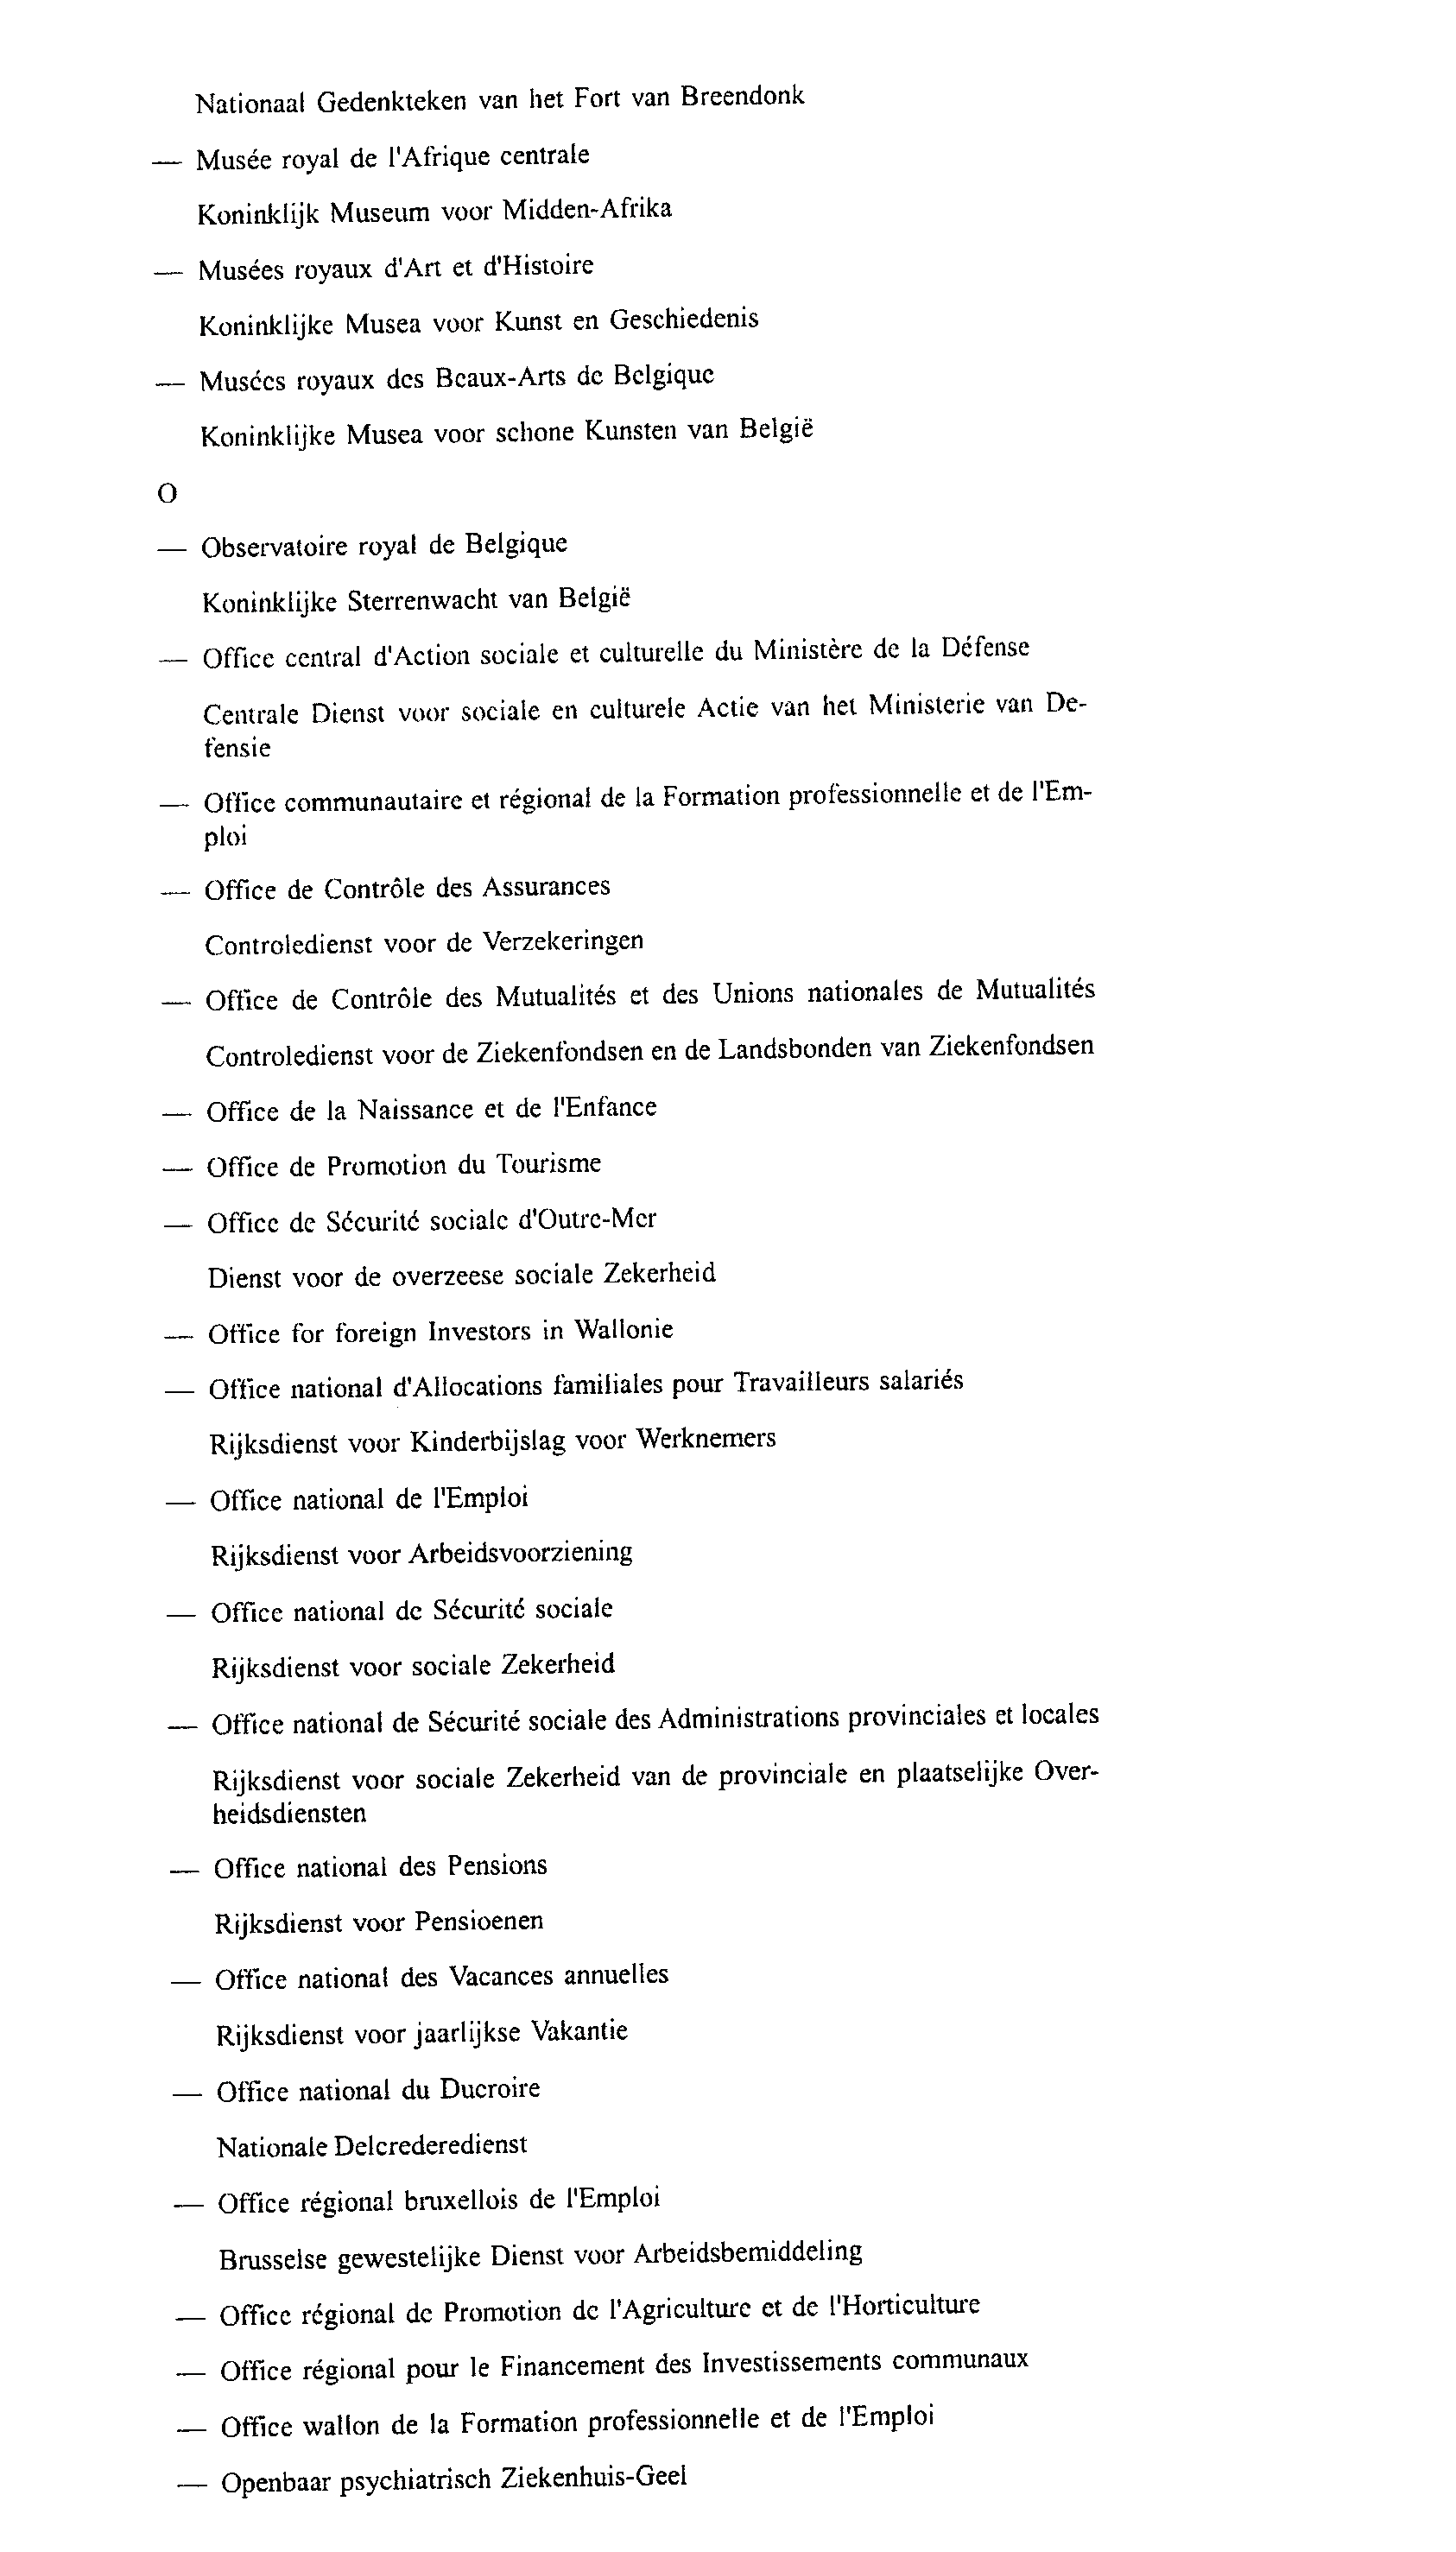 Nationaal Gedenkteken van het Fort van Breendonk
— Musée royal de l'Afrique centrale
Koninklijk Museum voor Midden-Afrika
— Musées royaux d'Art et d'Histoire
Koninklijke Musea voor Kunst en Geschiedenis
— Musées royaux des Beaux-Arts de Belgique
Koninklijke Musea voor schone Kunsten van België
O
— Observatoire royal de Belgique
Koninklijke Sterrenwacht van België
— Office central d'Action sociale et culturelle du Ministère de la Défense
Centrale Dienst voor sociale en culturele Actie van het Ministerie van De-
fensie
— Office communautaire et régional de la Formation professionnelle et de l'Em-
ploi
— Office de Contrôle des Assurances
Controledienst voor de Verzekeringen
— Office de Contrôle des Mutualités et des Unions nationales de Mutualités
Controledienst voor de Ziekenfondsen en de Landsbonden van Ziekenfondsen
— Office de la Naissance et de l'Enfance
— Office de Promotion du Tourisme
— Office de Sécurité sociale d'Outre-Mer
Dienst voor de overzeese sociale Zekerheid
— Office for foreign Investors in Wallonie
— Office national d'Allocations familiales pour Travailleurs salariés
Rijksdienst voor Kinderbijslag voor Werknemers
— Office national de l'Emploi
Rijksdienst voor Arbeidsvoorziening
— Office national de Sécurité sociale
Rijksdienst voor sociale Zekerheid
— Office national de Sécurité sociale des Administrations provinciales et locales
Rijksdienst voor sociale Zekerheid van de provinciale en plaatselijke Over-
heidsdiensten
— Office national des Pensions
Rijksdienst voor Pensioenen
— Office national des Vacances annuelles
Rijksdienst voor jaarlijkse Vakantie
— Office national du Ducroire
Nationale Delcrederedienst
— Office régional bruxellois de l'Emploi
Brusselse gewestelijke Dienst voor Arbeidsbemiddeling
— Office régional de Promotion de l'Agriculture et de l'Horticulture
— Office régional pour le Financement des Investissements communaux
— Office wallon de la Formation professionnelle et de l'Emploi
— Openbaar psychiatrisch Ziekenhuis-Geel